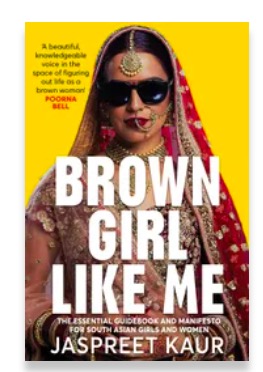 'A beautiful,
knowledgeable
voice in the
space of figuring
out life as a
brown woman'
POORNA
BELL
BROWN
GIRL
LIKE ME
THE ESSENTIAL GUIDEBOOK AND MANIFESTO
FOR SOUTH ASIAN GIRLS AND WOMEN
JASPREET KAUR